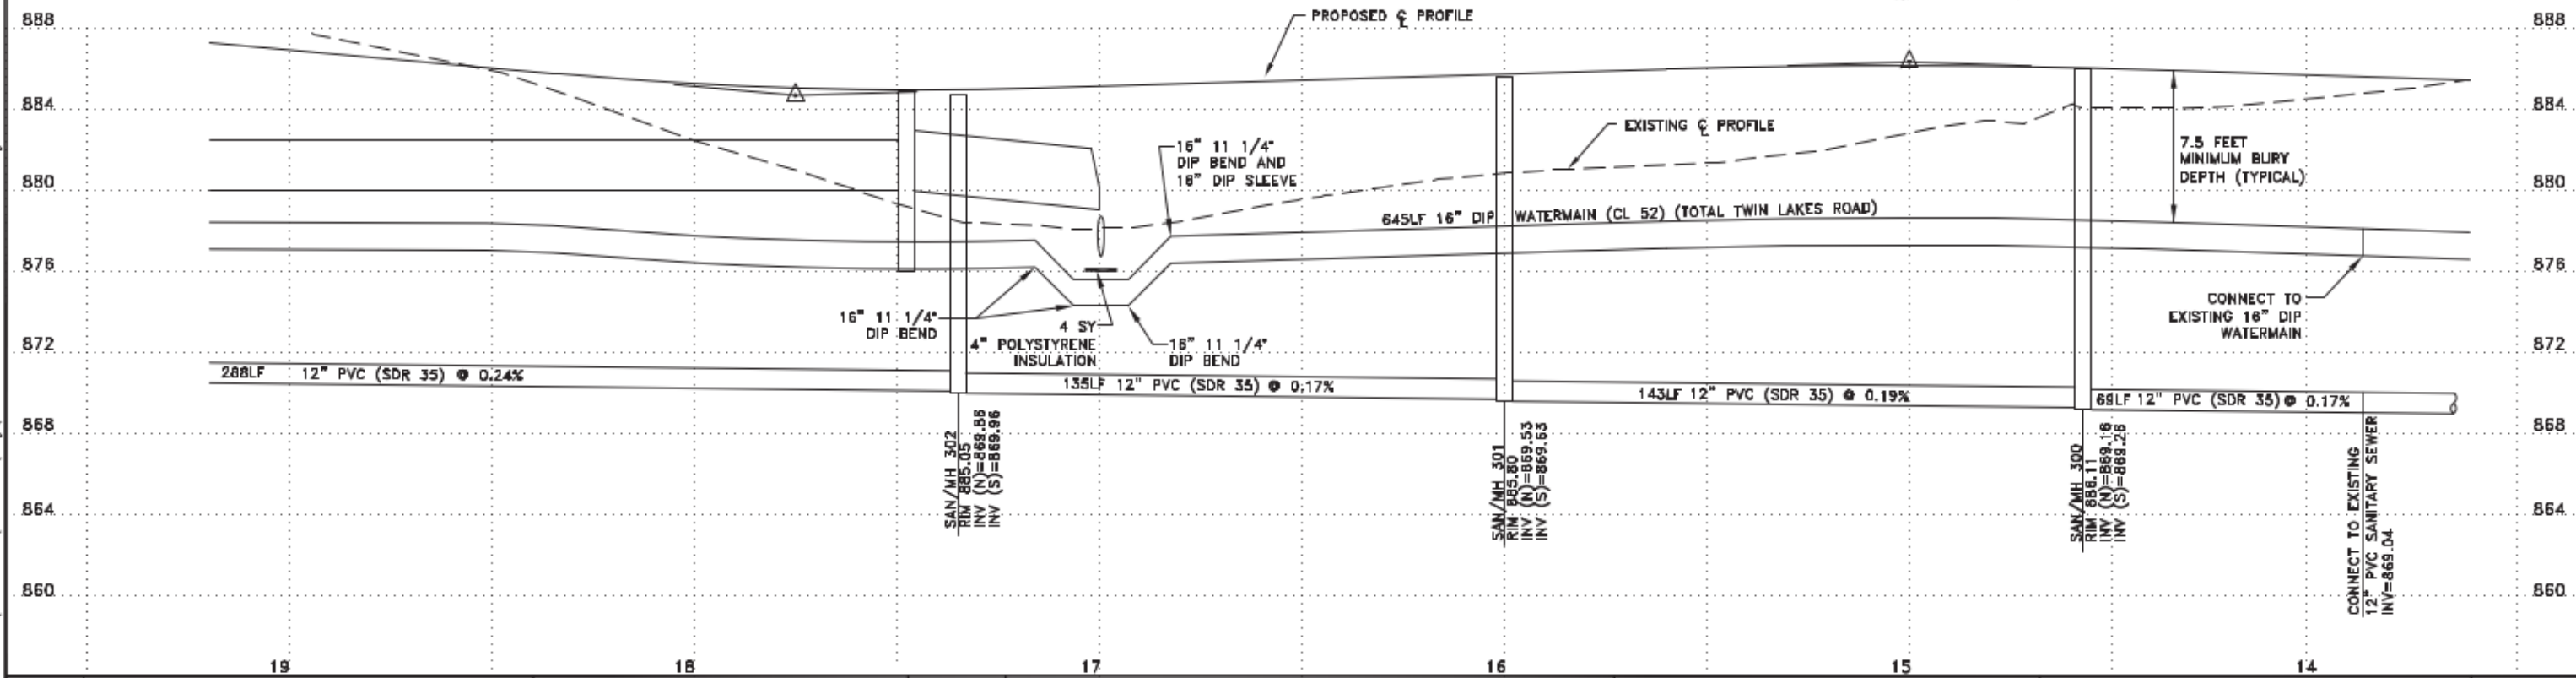 888
PROPOSED ℄ PROFILE
888
884
884
880
880
876
876
872
872
868
868
864
864
860
860
EXISTING ℄ PROFILE
16" 11 1/4°
DIP BEND AND
16" DIP SLEEVE
7.5 FEET
MINIMUM BURY
DEPTH (TYPICAL)
645LF 16" DIP WATERMAIN (CL 52) (TOTAL TWIN LAKES ROAD)
16" 11 1/4°
DIP BEND
4 SY
4" POLYSTYRENE
INSULATION
16" 11 1/4°
DIP BEND
CONNECT TO
EXISTING 16" DIP
WATERMAIN
288LF 12" PVC (SDR 35) @ 0.24%
135LF 12" PVC (SDR 35) @ 0.17%
143LF 12" PVC (SDR 35) @ 0.19%
69LF 12" PVC (SDR 35) @ 0.17%
SAN/MH 302
RIM 885.05
INV (N)=869.86
INV (S)=869.96
SAN/MH 301
RIM 885.80
INV (N)=869.53
INV (S)=869.63
SAN/MH 300
RIM 886.11
INV (N)=869.16
INV (S)=869.26
CONNECT TO EXISTING
12" PVC SANITARY SEWER
INV=869.04
19
18
17
16
15
14